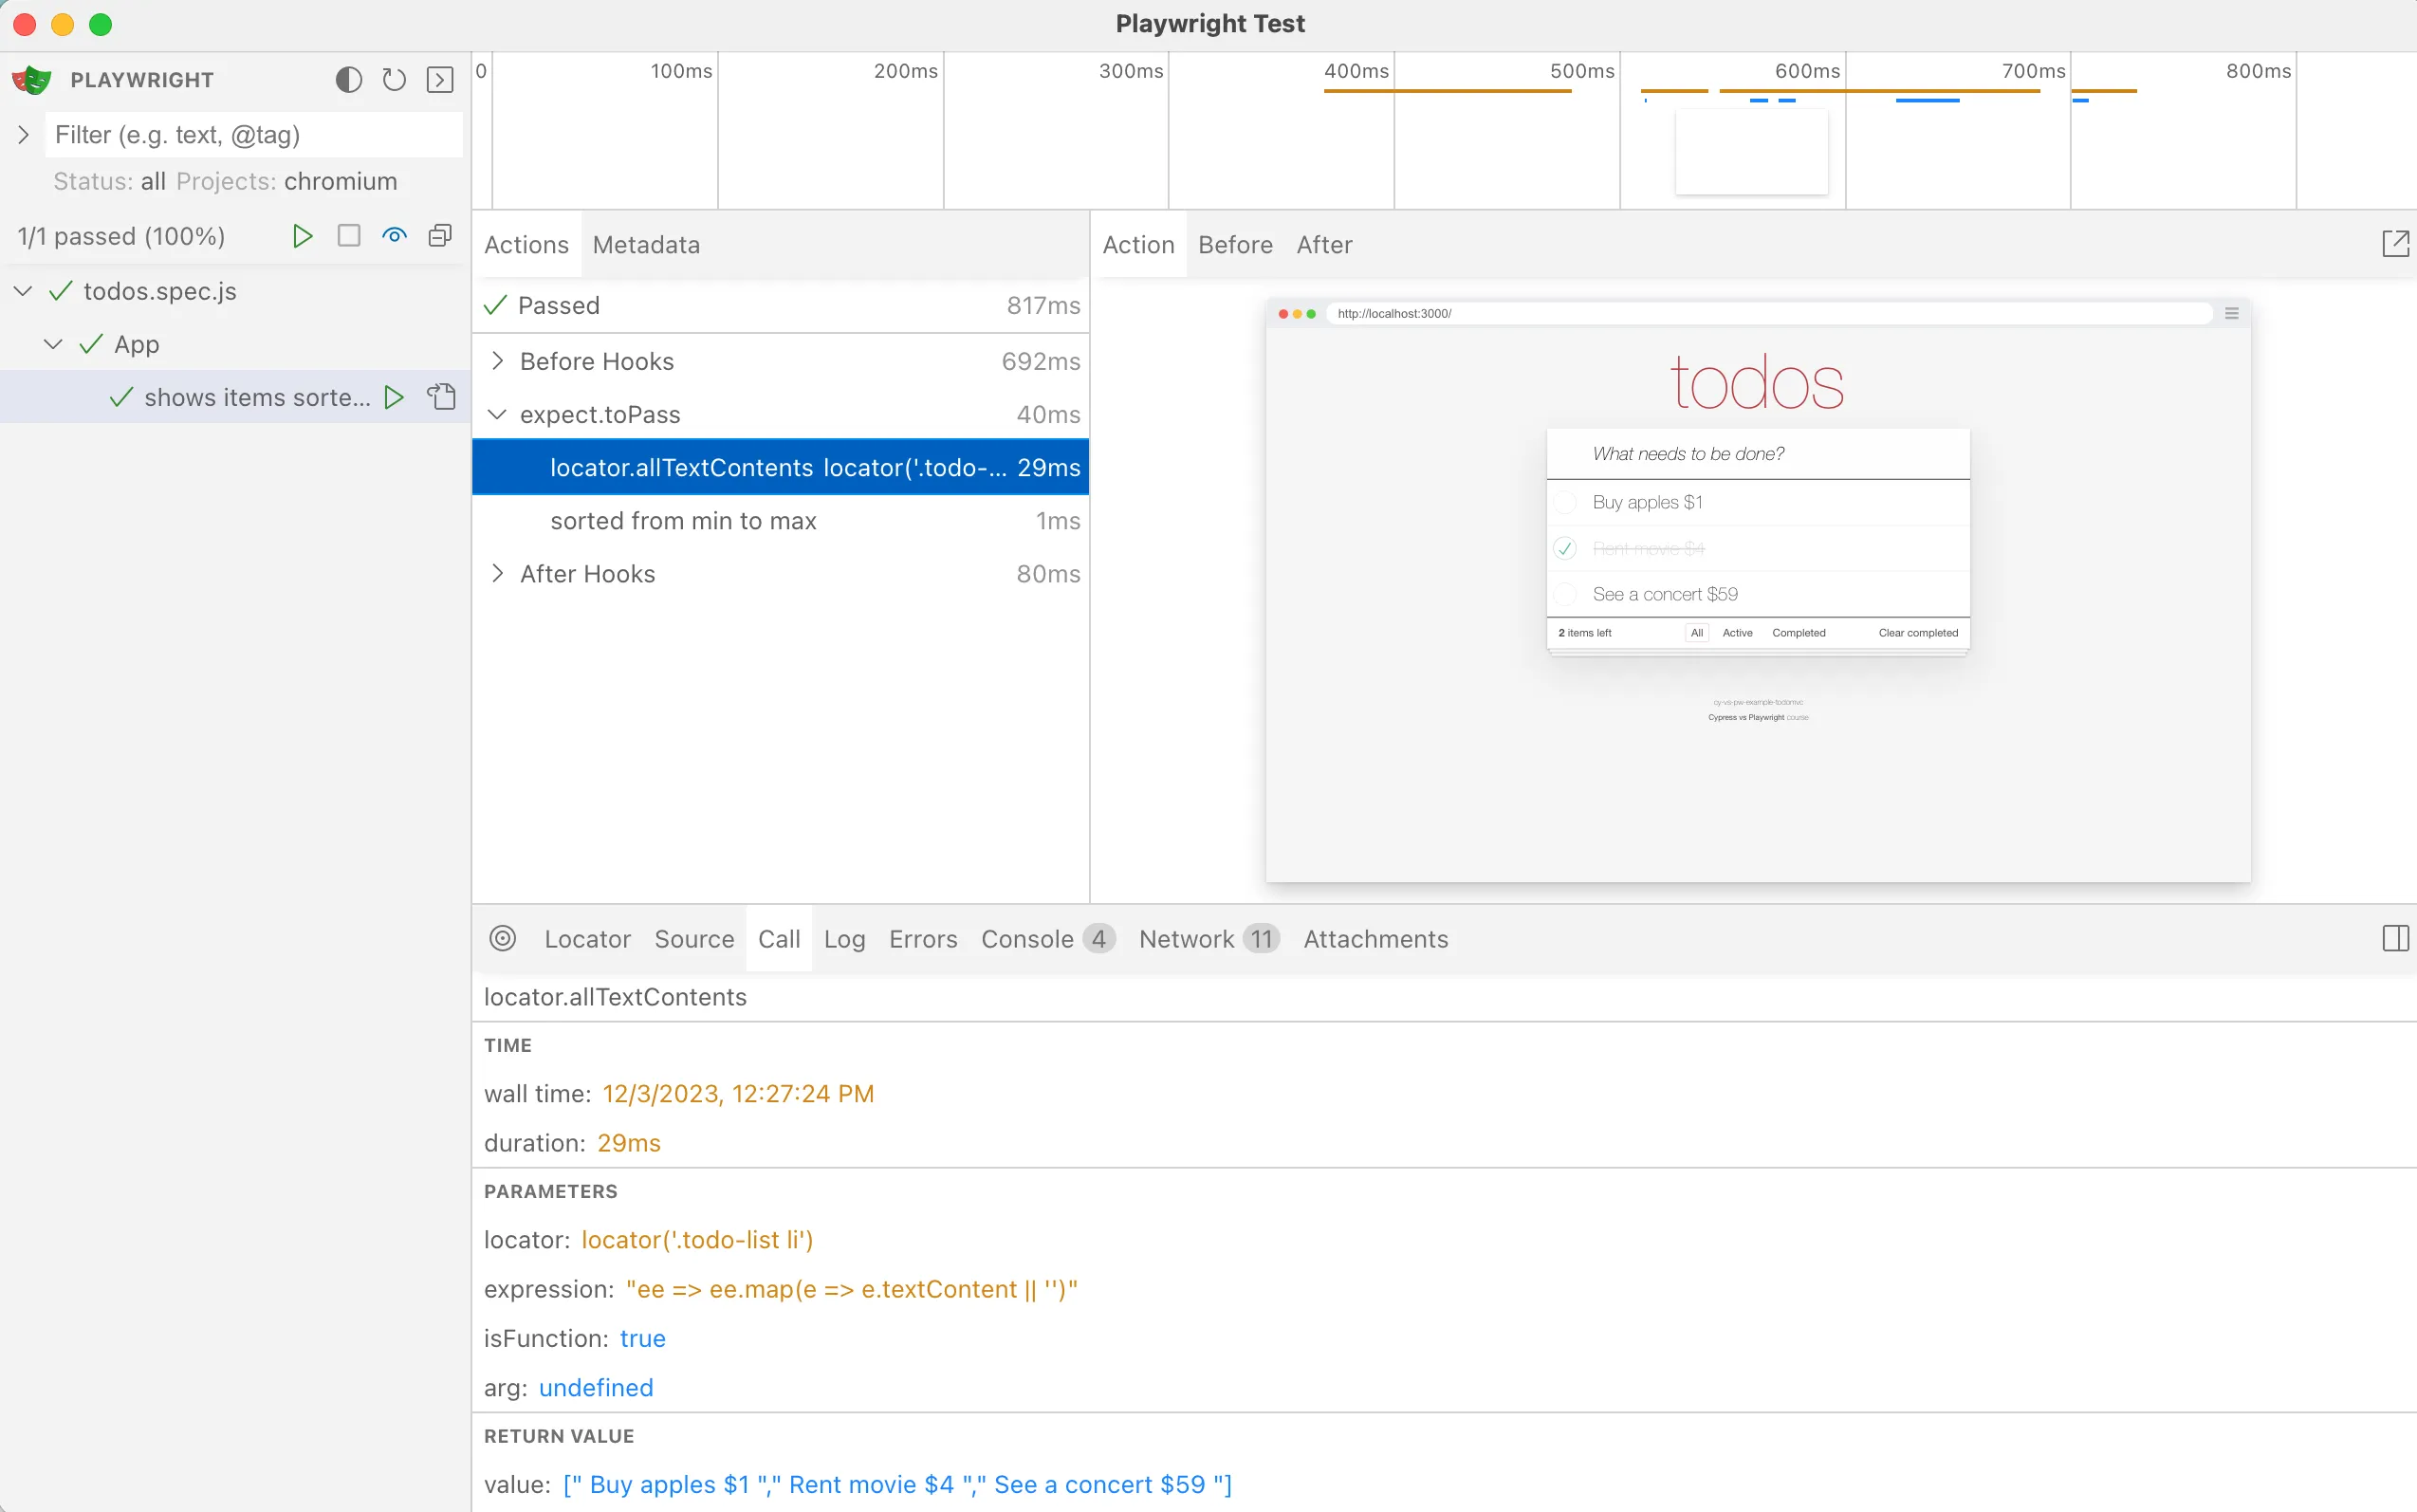 Playwright Test
PLAYWRIGHT
Filter (e.g. text, @tag)
Status: all Projects: chromium
1/1 passed (100%)
todos.spec.js
App
shows items sorte...
0 100ms 200ms 300ms 400ms 500ms 600ms 700ms 800ms
Actions Metadata
Passed 817ms
Before Hooks 692ms
expect.toPass 40ms
locator.allTextContents locator('.todo-... 29ms
sorted from min to max 1ms
After Hooks 80ms
Action Before After
http://localhost:3000/
todos
What needs to be done?
Buy apples $1
Rent movie $4
See a concert $59
2 items left All Active Completed Clear completed
cy-vs-pw-example-todomvc
Cypress vs Playwright course
Locator Source Call Log Errors Console 4 Network 11 Attachments
locator.allTextContents
TIME
wall time: 12/3/2023, 12:27:24 PM
duration: 29ms
PARAMETERS
locator: locator('.todo-list li')
expression: "ee => ee.map(e => e.textContent || '')"
isFunction: true
arg: undefined
RETURN VALUE
value: [" Buy apples $1 "," Rent movie $4 "," See a concert $59 "]